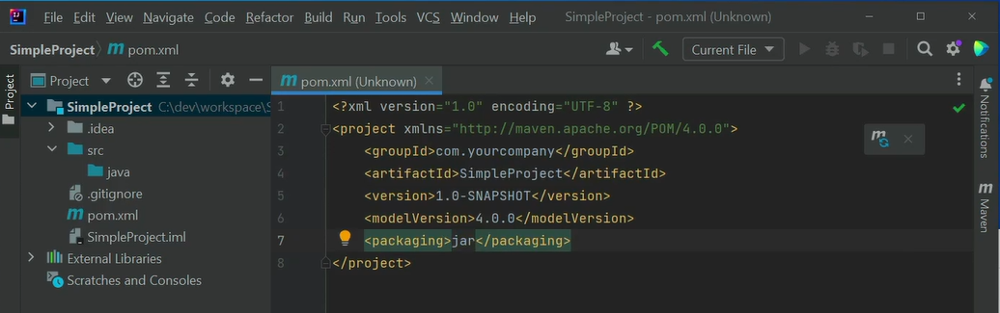 File Edit View Navigate Code Refactor Build Run Tools VCS Window Help SimpleProject - pom.xml (Unknown)
SimpleProject pom.xml Current File
Project
Project
pom.xml (Unknown)
SimpleProject C:\dev\workspace\S
.idea
src
java
.gitignore
pom.xml
SimpleProject.iml
External Libraries
Scratches and Consoles
1 <?xml version="1.0" encoding="UTF-8" ?>
2 <project xmlns="http://maven.apache.org/POM/4.0.0">
3 <groupId>com.yourcompany</groupId>
4 <artifactId>SimpleProject</artifactId>
5 <version>1.0-SNAPSHOT</version>
6 <modelVersion>4.0.0</modelVersion>
7 <packaging>jar</packaging>
8 </project>
Notifications
Maven